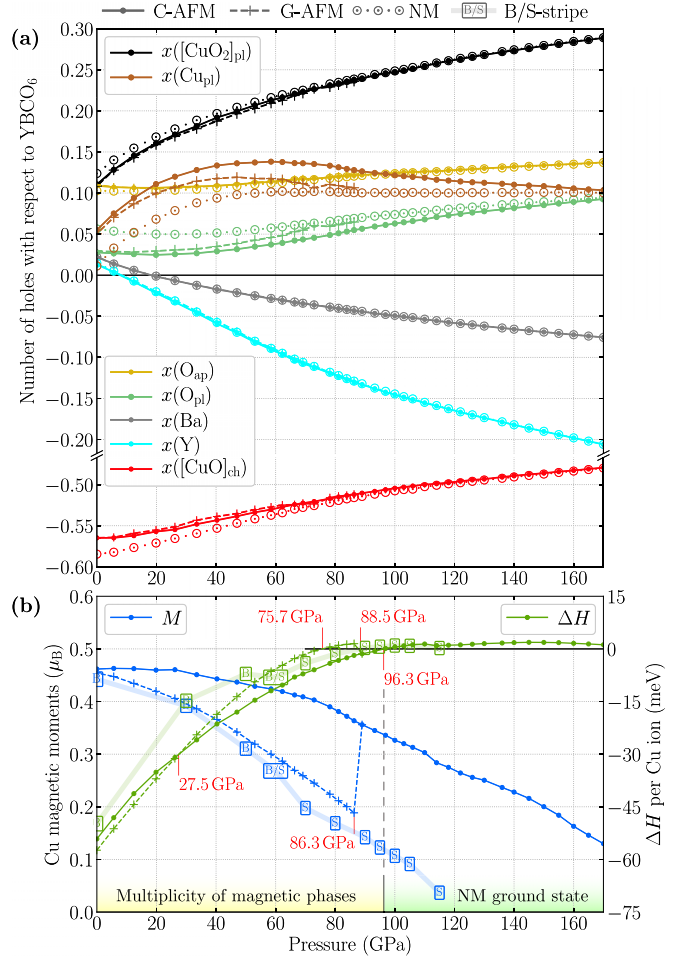 C-AFM G-AFM NM B/S B/S-stripe
(a)
0.30
0.25
0.20
0.15
0.10
0.05
0.00
−0.05
−0.10
−0.15
−0.20
−0.50
−0.55
−0.60
Number of holes with respect to YBCO₆
x([CuO₂]pl)
x(Cupl)
x(Oap)
x(Opl)
x(Ba)
x(Y)
x([CuO]ch)
0 20 40 60 80 100 120 140 160
(b)
0.6
0.5
0.4
0.3
0.2
0.1
0.0
Cu magnetic moments (μB)
M
75.7 GPa
88.5 GPa
ΔH
96.3 GPa
27.5 GPa
86.3 GPa
B B B B/S S S S S S S S
B B B B/S S S S S S S S
15
0
−15
−30
−45
−60
−75
ΔH per Cu ion (meV)
Multiplicity of magnetic phases
NM ground state
0 20 40 60 80 100 120 140 160
Pressure (GPa)